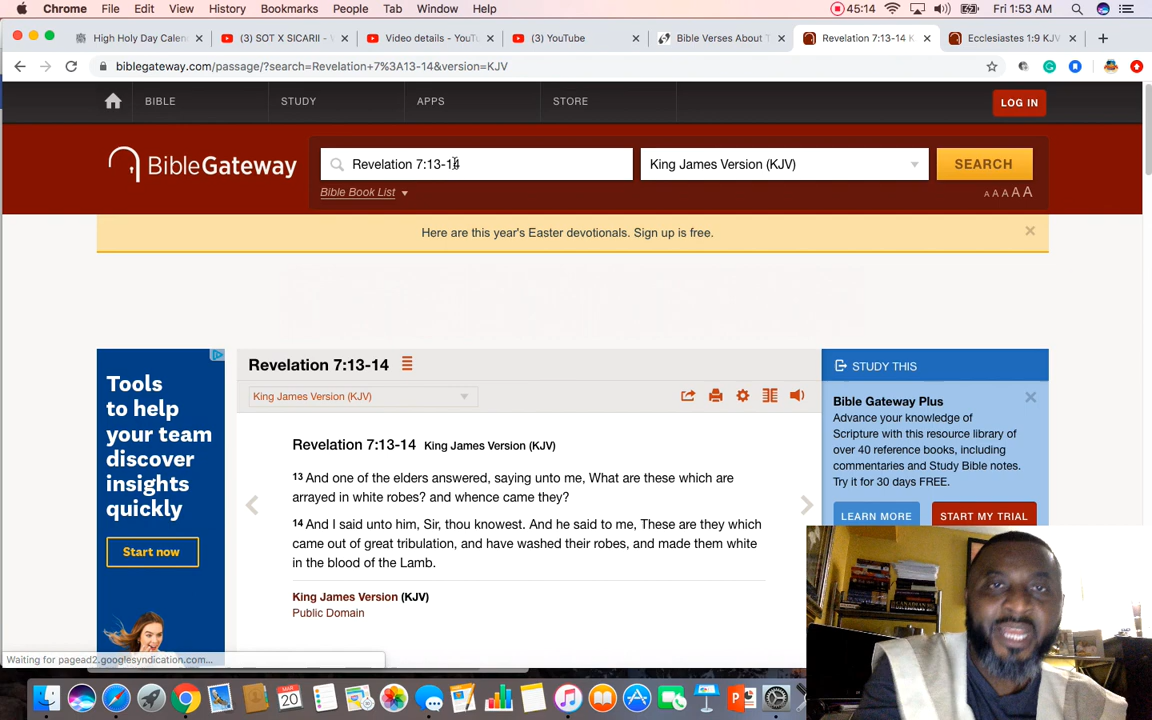 Chrome File Edit View History Bookmarks People Tab Window Help 45:14 Fri 1:53 AM
High Holy Day Calen (3) SOT X SICARII - Video details - YouTu (3) YouTube Bible Verses About T Revelation 7:13-14 K Ecclesiastes 1:9 KJV
biblegateway.com/passage/?search=Revelation+7%3A13-14&version=KJV
BIBLE STUDY APPS STORE LOG IN
BibleGateway Revelation 7:13-14 King James Version (KJV) SEARCH
Bible Book List A A A A A
Here are this year's Easter devotionals. Sign up is free.
Tools
to help
your team
discover
insights
quickly
Start now
Revelation 7:13-14
King James Version (KJV)
Revelation 7:13-14 King James Version (KJV)
13 And one of the elders answered, saying unto me, What are these which are
arrayed in white robes? and whence came they?
14 And I said unto him, Sir, thou knowest. And he said to me, These are they which
came out of great tribulation, and have washed their robes, and made them white
in the blood of the Lamb.
King James Version (KJV)
Public Domain
STUDY THIS
Bible Gateway Plus
Advance your knowledge of
Scripture with this resource library of
over 40 reference books, including
commentaries and Study Bible notes.
Try it for 30 days FREE.
LEARN MORE START MY TRIAL
Waiting for pagead2.googlesyndication.com...
MAR
20